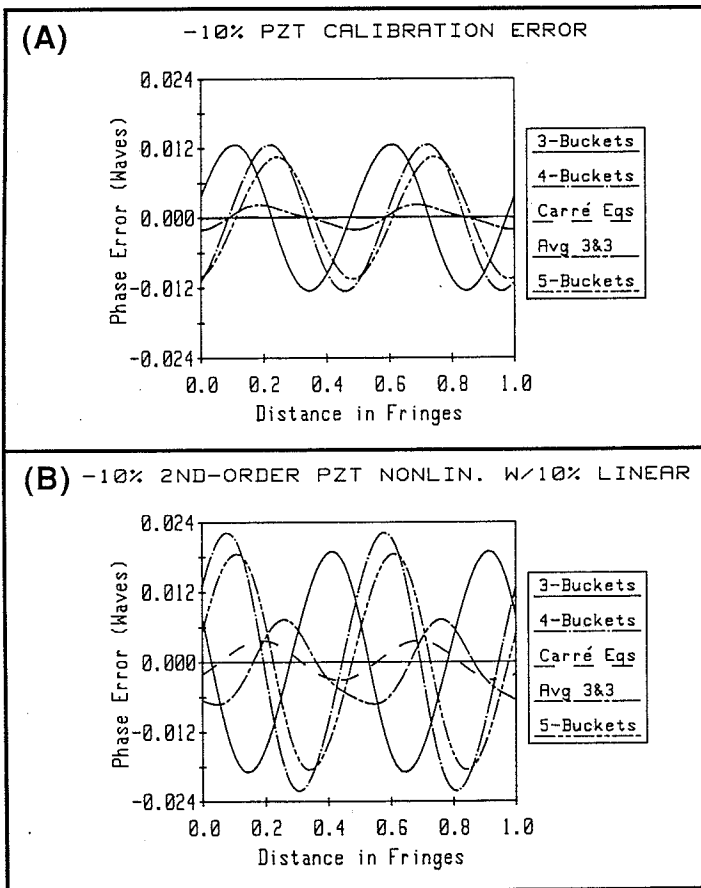 (A) -10% PZT CALIBRATION ERROR
0.024
0.012
0.000
-0.012
-0.024
Phase Error (Waves)
0.0 0.2 0.4 0.6 0.8 1.0
Distance in Fringes
3-Buckets
4-Buckets
Carré Eqs
Avg 3&3
5-Buckets
(B) -10% 2ND-ORDER PZT NONLIN. W/10% LINEAR
0.024
0.012
0.000
-0.012
-0.024
Phase Error (Waves)
0.0 0.2 0.4 0.6 0.8 1.0
Distance in Fringes
3-Buckets
4-Buckets
Carré Eqs
Avg 3&3
5-Buckets